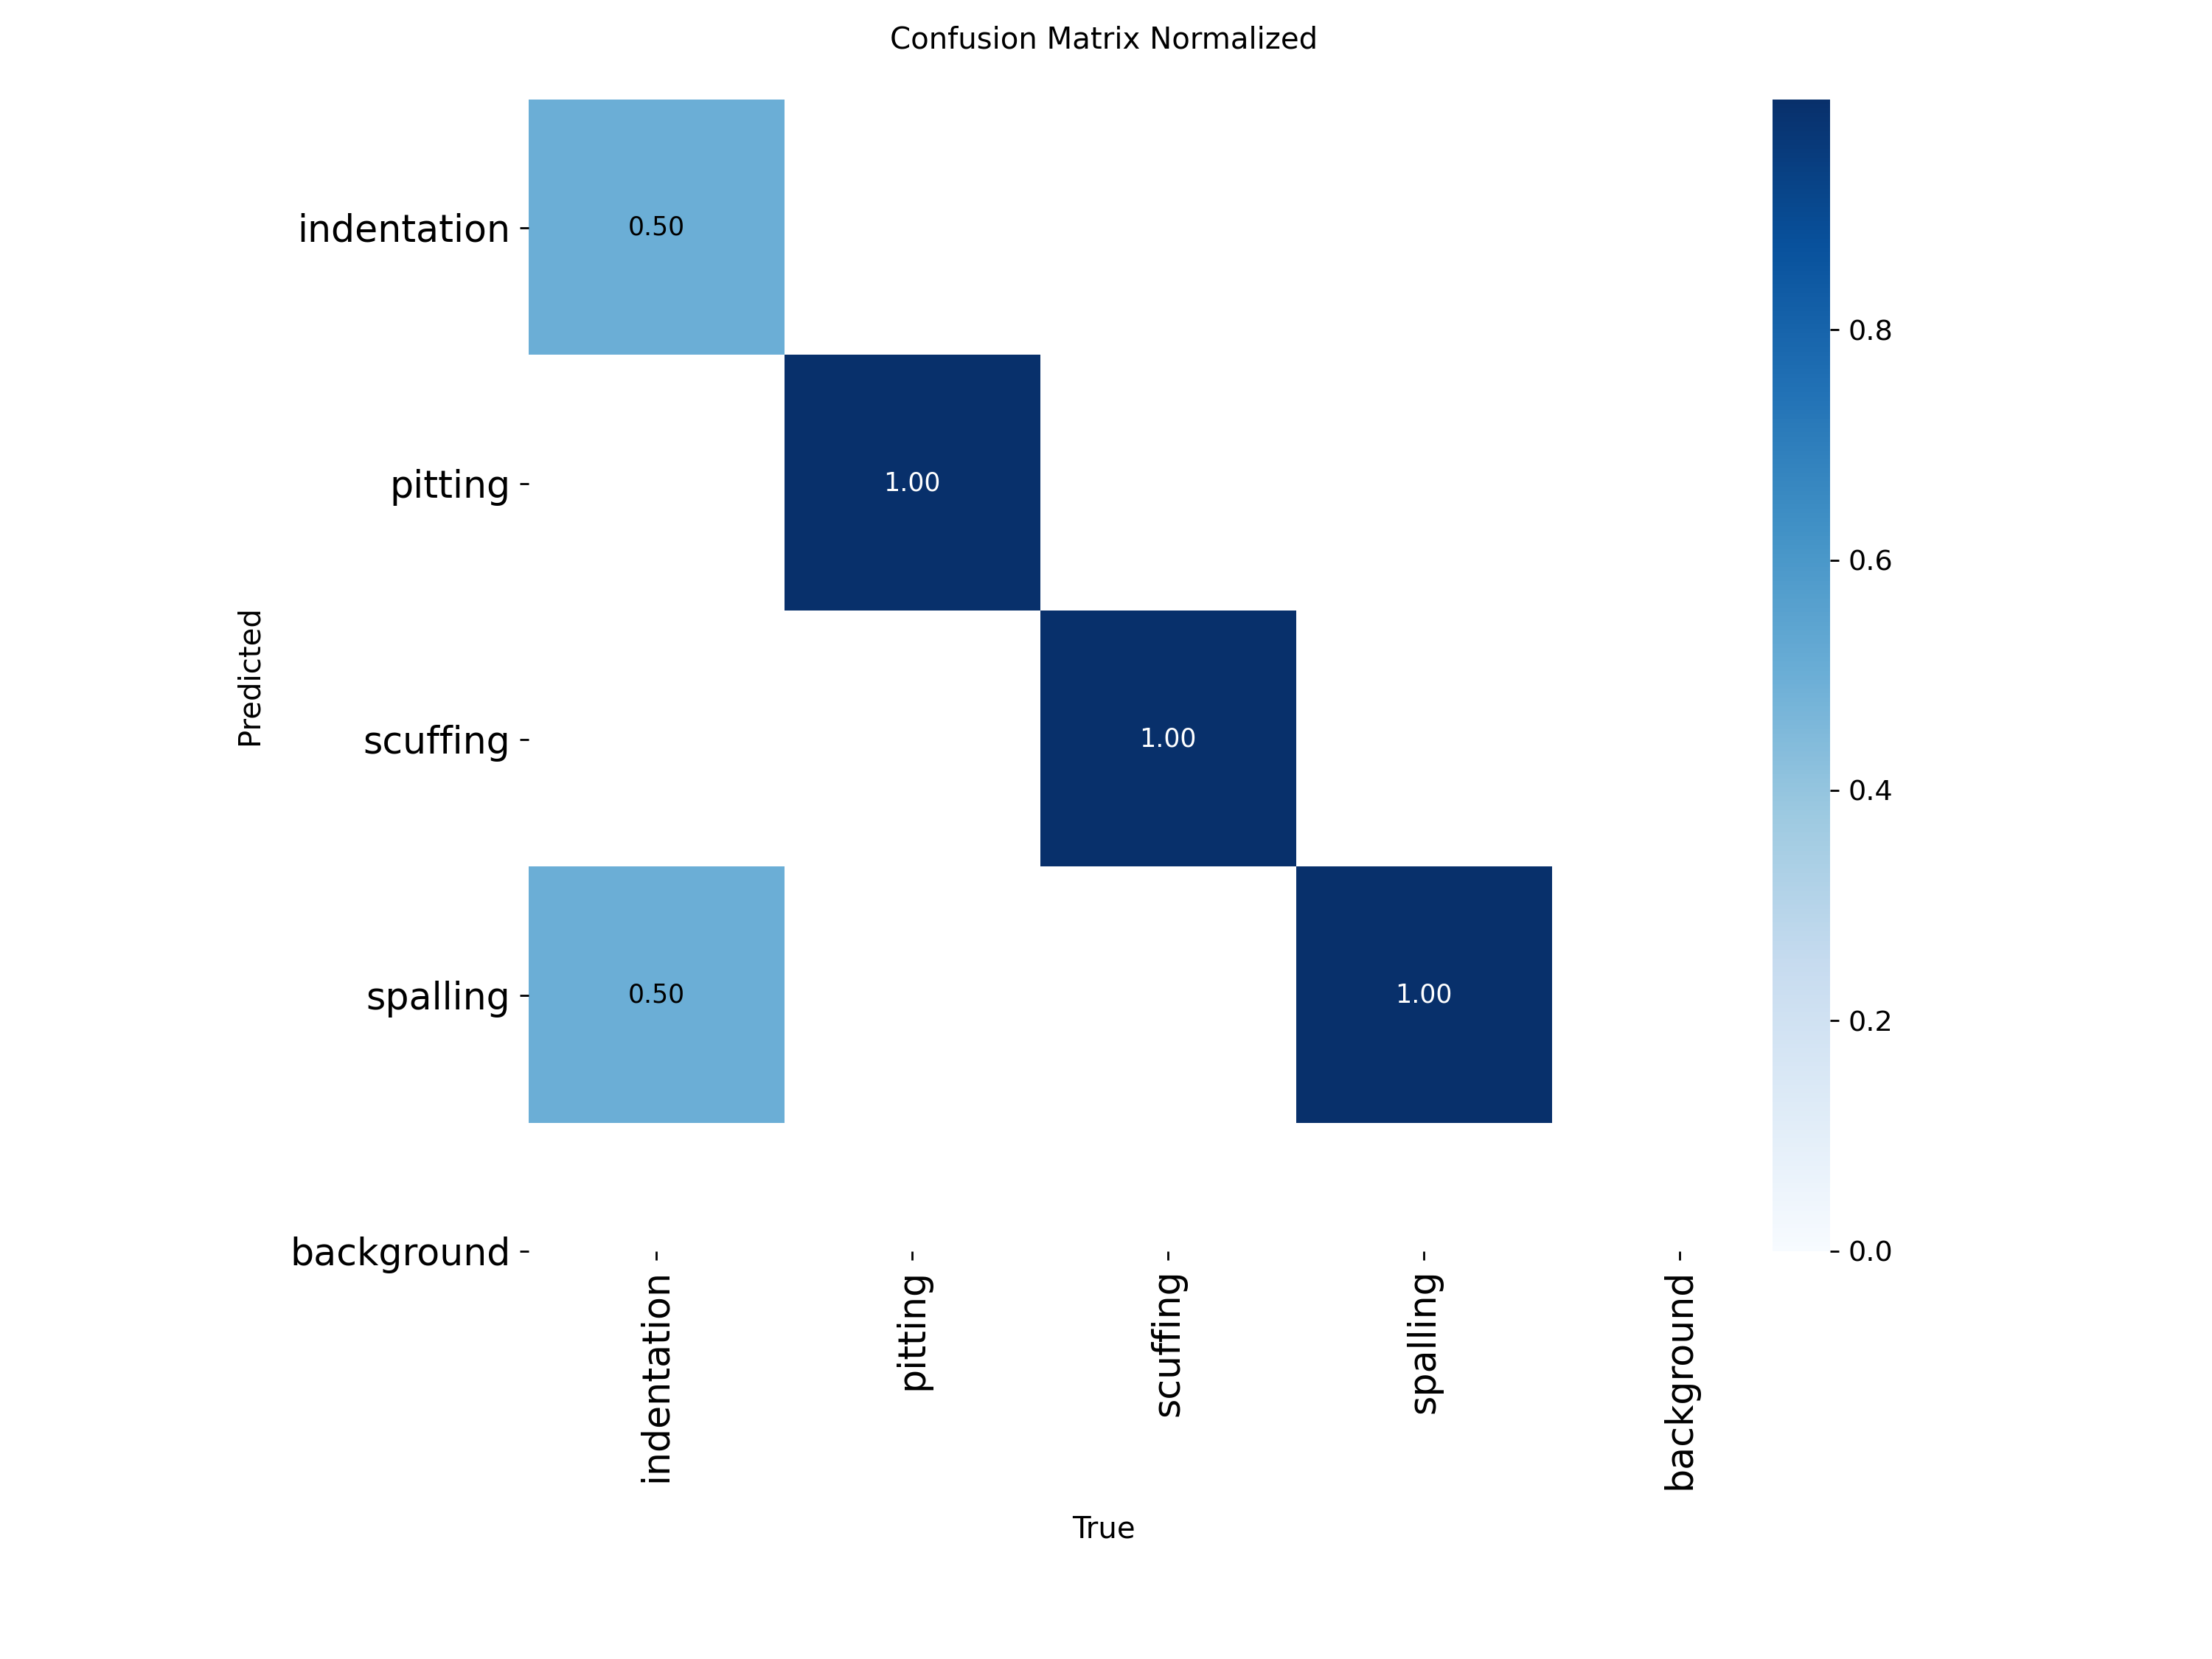 Confusion Matrix Normalized
indentation
0.50
pitting
1.00
scuffing
1.00
spalling
0.50
1.00
background
Predicted
indentation
pitting
scuffing
spalling
background
True
0.8
0.6
0.4
0.2
0.0